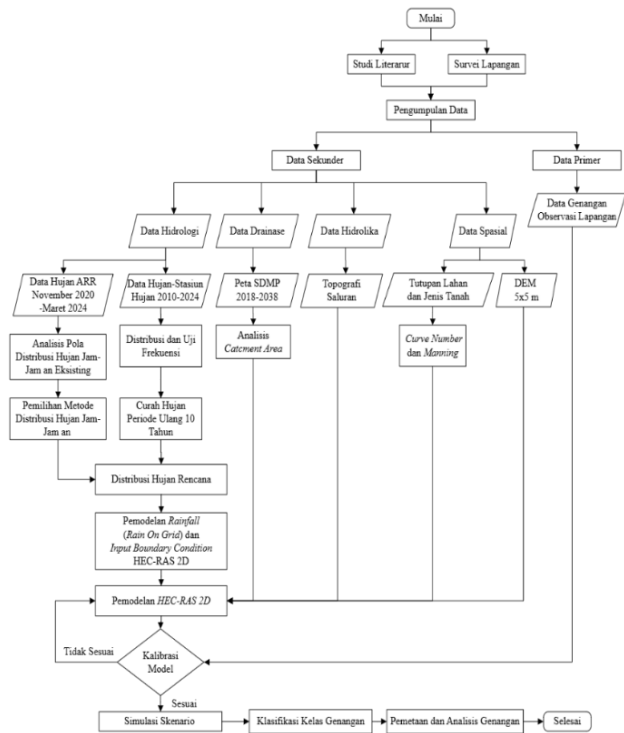 Mulai
Studi Literarur
Survei Lapangan
Pengumpulan Data
Data Sekunder
Data Primer
Data Hidrologi
Data Drainase
Data Hidrolika
Data Spasial
Data Genangan
Observasi Lapangan
Data Hujan ARR
November 2020
-Maret 2024
Data Hujan-Stasiun
Hujan 2010-2024
Peta SDMP
2018-2038
Topografi
Saluran
Tutupan Lahan
dan Jenis Tanah
DEM
5x5 m
Analisis Pola
Distribusi Hujan Jam-
Jam an Eksisting
Distribusi dan Uji
Frekuensi
Analisis
Catcment Area
Curve Number
dan Manning
Pemilihan Metode
Distribusi Hujan Jam-
Jam an
Curah Hujan
Periode Ulang 10
Tahun
Distribusi Hujan Rencana
Pemodelan Rainfall
(Rain On Grid) dan
Input Boundary Condition
HEC-RAS 2D
Pemodelan HEC-RAS 2D
Tidak Sesuai
Kalibrasi
Model
Sesuai
Simulasi Skenario
Klasifikasi Kelas Genangan
Pemetaan dan Analisis Genangan
Selesai